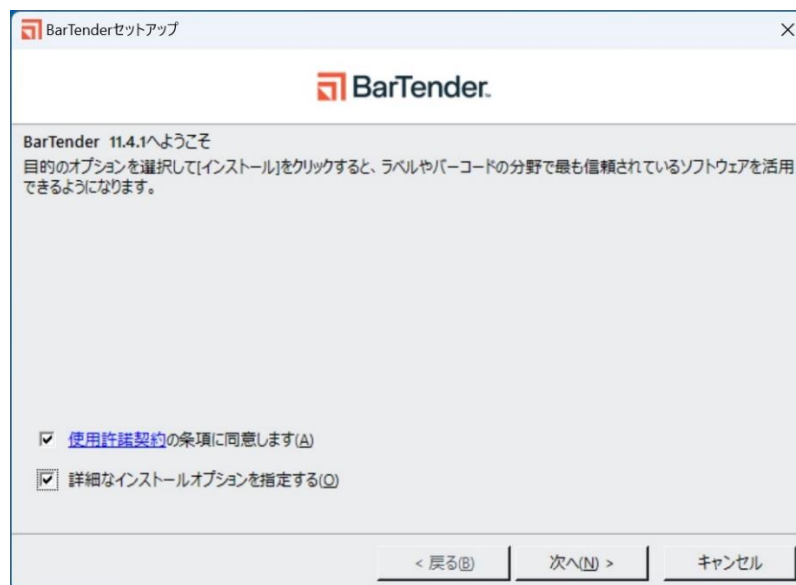 BarTenderセットアップ
BarTender.
BarTender 11.4.1へようこそ
目的のオプションを選択して[インストール]をクリックすると、ラベルやバーコードの分野で最も信頼されているソフトウェアを活用
できるようになります。
使用許諾契約の条項に同意します(A)
詳細なインストールオプションを指定する(O)
< 戻る(B) 次へ(N) > キャンセル